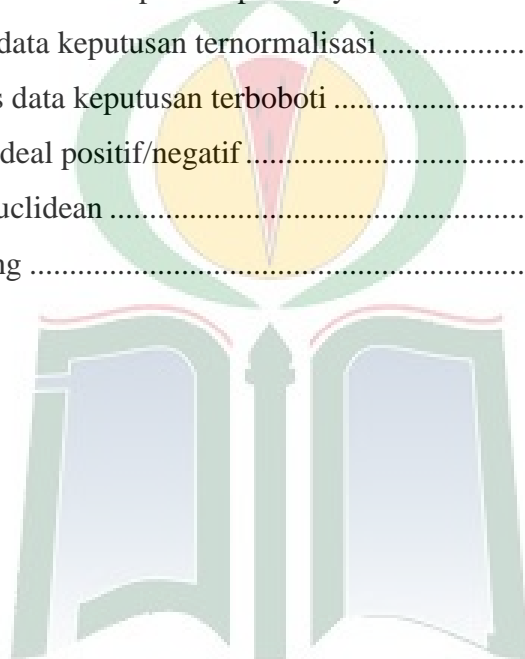 data keputusan ternormalisasi ....................
data keputusan terboboti ............................
deal positif/negatif ........................................
uclidean ..........................................................
ng .....................................................................